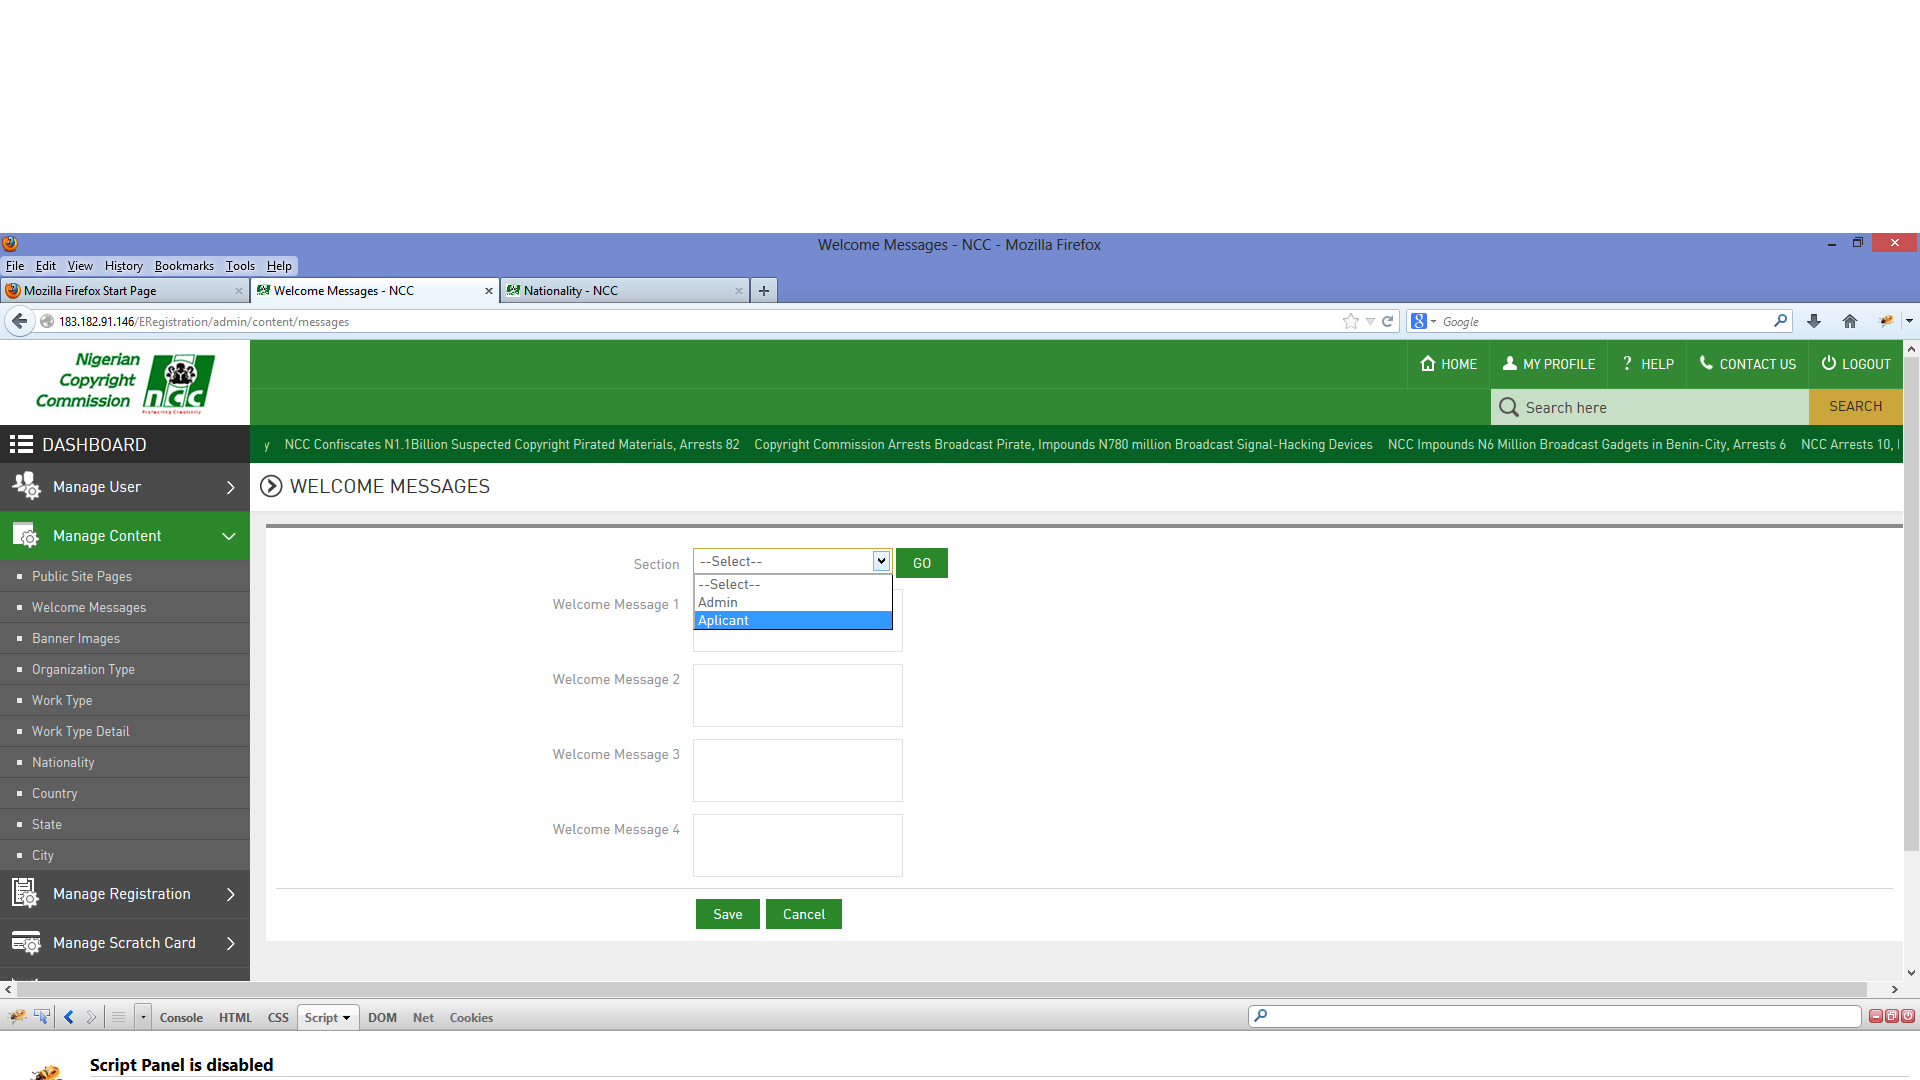 Welcome Messages - NCC - Mozilla Firefox
File Edit View History Bookmarks Tools Help
Mozilla Firefox Start Page
Welcome Messages - NCC
Nationality - NCC
183.182.91.146/ERegistration/admin/content/messages
Google
Nigerian
Copyright
Commission
ncc
Protecting Creativity
HOME
MY PROFILE
? HELP
CONTACT US
LOGOUT
Search here
SEARCH
y NCC Confiscates N1.1Billion Suspected Copyright Pirated Materials, Arrests 82 Copyright Commission Arrests Broadcast Pirate, Impounds N780 million Broadcast Signal-Hacking Devices NCC Impounds N6 Million Broadcast Gadgets in Benin-City, Arrests 6 NCC Arrests 10, I
DASHBOARD
Manage User
Manage Content
Public Site Pages
Welcome Messages
Banner Images
Organization Type
Work Type
Work Type Detail
Nationality
Country
State
City
Manage Registration
Manage Scratch Card
WELCOME MESSAGES
Section
--Select--
GO
--Select--
Admin
Aplicant
Welcome Message 1
Welcome Message 2
Welcome Message 3
Welcome Message 4
Save
Cancel
Console HTML CSS Script DOM Net Cookies
Script Panel is disabled